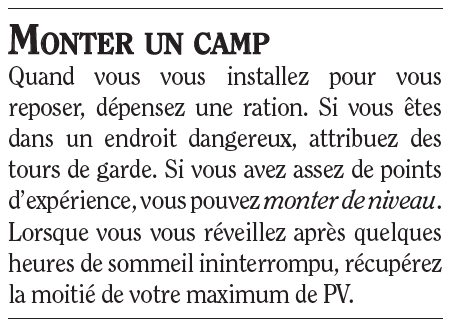 MONTER UN CAMP
Quand vous vous installez pour vous
reposer, dépensez une ration. Si vous êtes
dans un endroit dangereux, attribuez des
tours de garde. Si vous avez assez de points
d'expérience, vous pouvez monter de niveau.
Lorsque vous vous réveillez après quelques
heures de sommeil ininterrompu, récupérez
la moitié de votre maximum de PV.